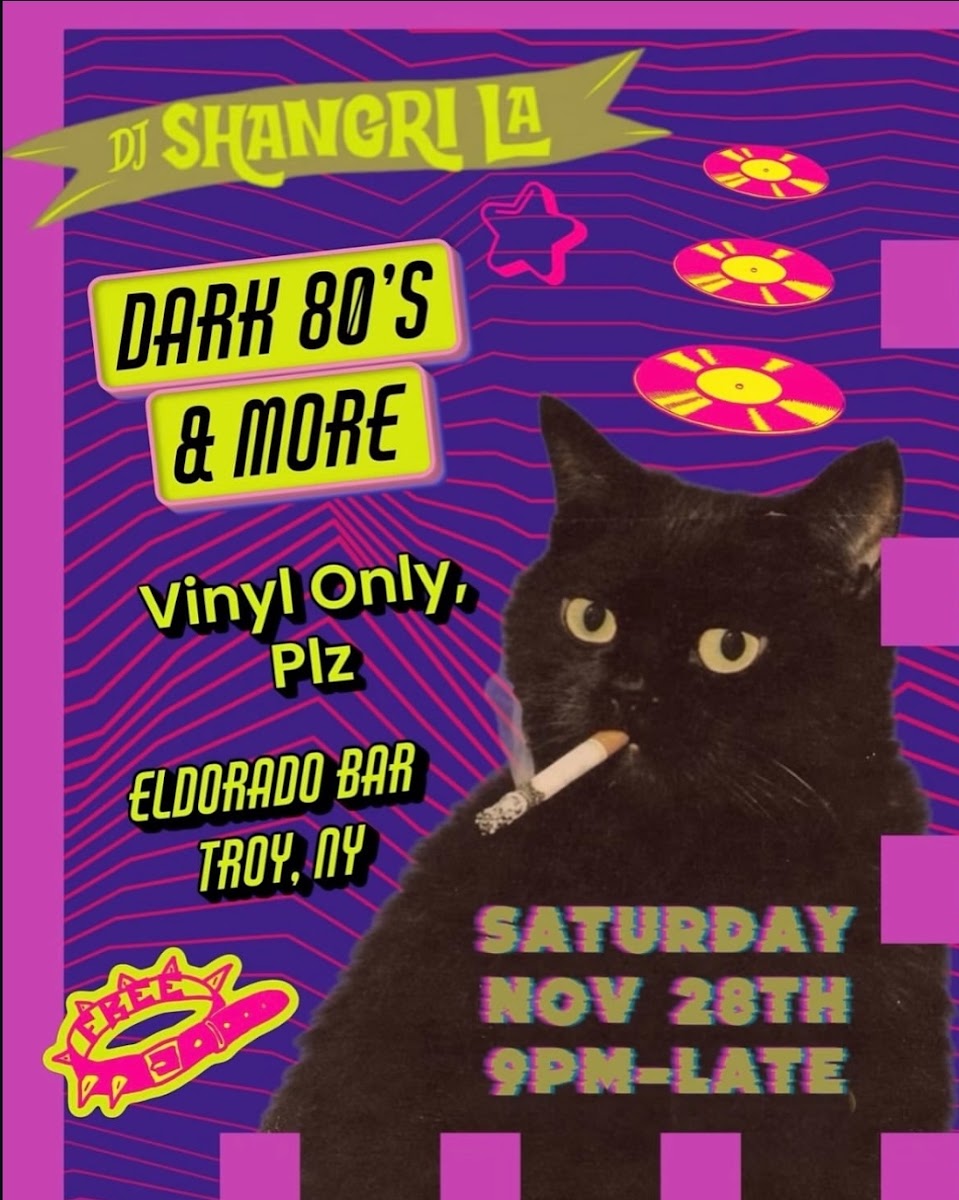 DJ SHANGRI LA
DARK 80'S
& MORE
Vinyl Only,
Plz
ELDORADO BAR
TROY, NY
FREE
SATURDAY
NOV 28TH
9PM-LATE